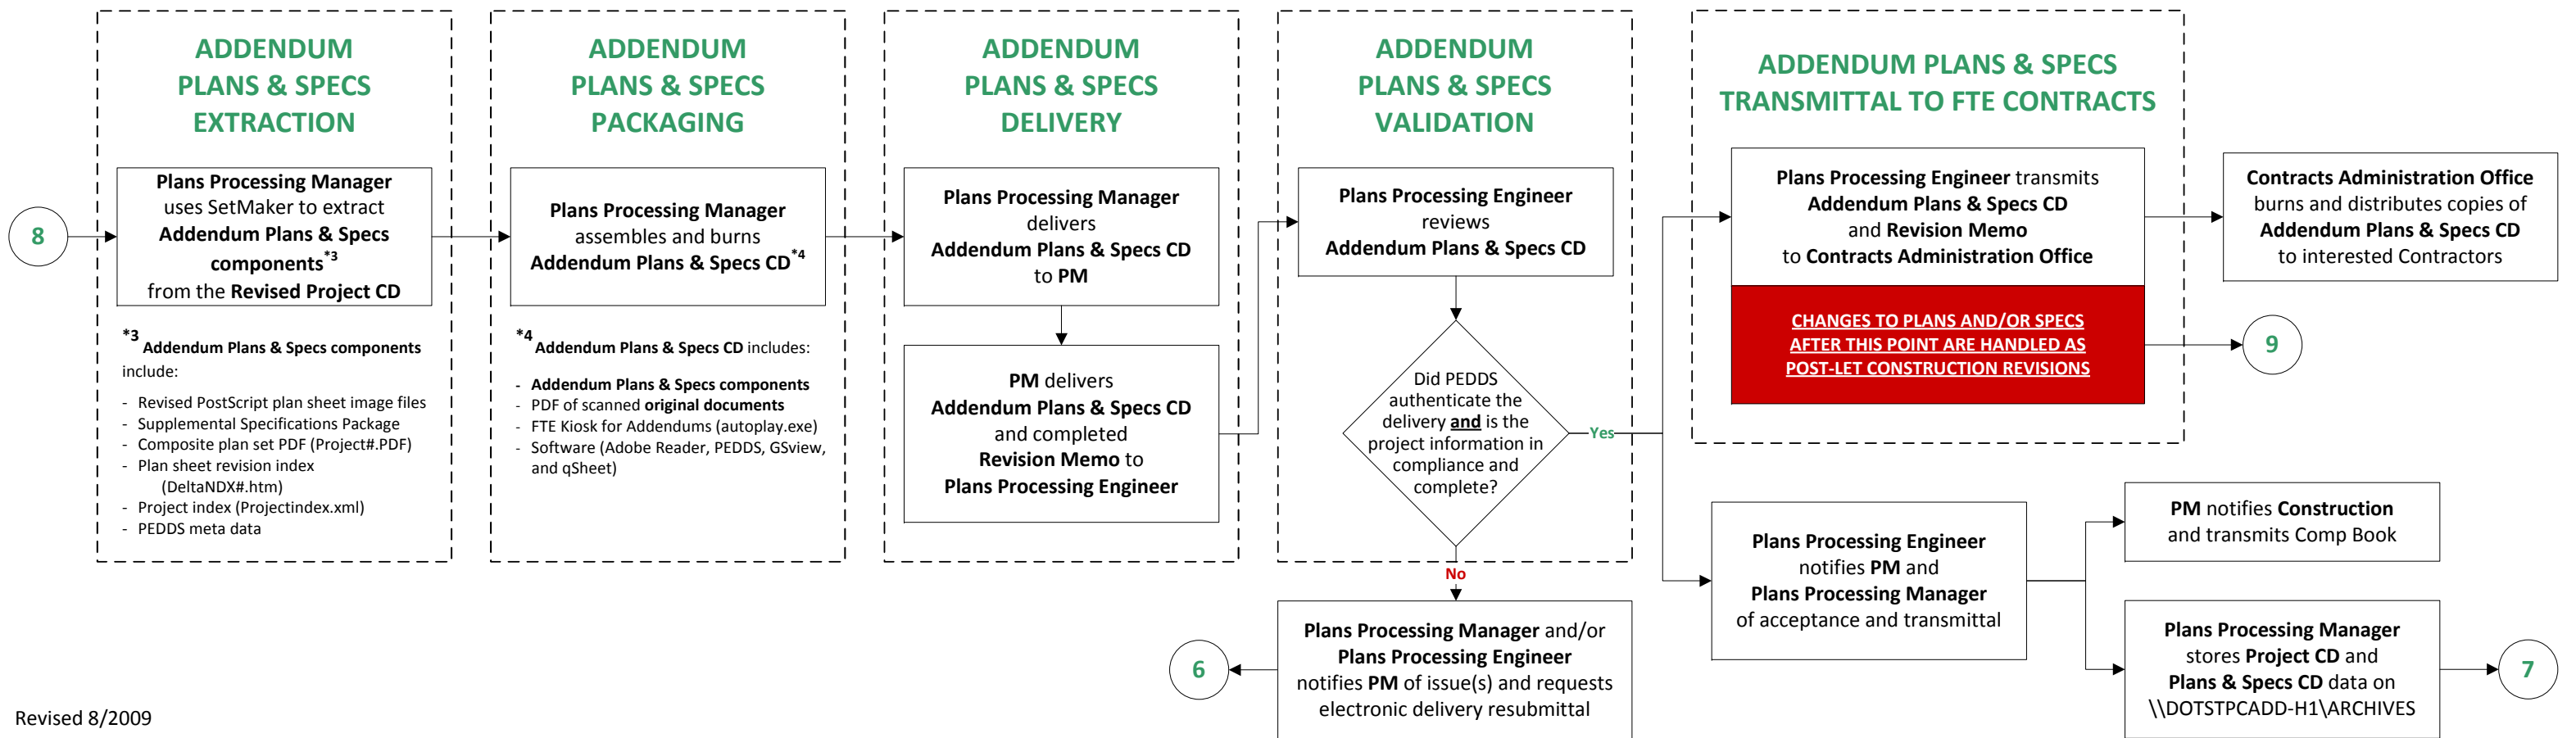 8
ADDENDUM
PLANS & SPECS
EXTRACTION
Plans Processing Manager
uses SetMaker to extract
Addendum Plans & Specs
components*3
from the Revised Project CD
*3 Addendum Plans & Specs components
include:
- Revised PostScript plan sheet image files
- Supplemental Specifications Package
- Composite plan set PDF (Project#.PDF)
- Plan sheet revision index
(DeltaNDX#.htm)
- Project index (Projectindex.xml)
- PEDDS meta data
ADDENDUM
PLANS & SPECS
PACKAGING
Plans Processing Manager
assembles and burns
Addendum Plans & Specs CD*4
*4 Addendum Plans & Specs CD includes:
- Addendum Plans & Specs components
- PDF of scanned original documents
- FTE Kiosk for Addendums (autoplay.exe)
- Software (Adobe Reader, PEDDS, GSview,
and qSheet)
ADDENDUM
PLANS & SPECS
DELIVERY
Plans Processing Manager
delivers
Addendum Plans & Specs CD
to PM
PM delivers
Addendum Plans & Specs CD
and completed
Revision Memo to
Plans Processing Engineer
ADDENDUM
PLANS & SPECS
VALIDATION
Plans Processing Engineer
reviews
Addendum Plans & Specs CD
Did PEDDS
authenticate the
delivery and is the
project information in
compliance and
complete?
Yes
No
Plans Processing Manager and/or
Plans Processing Engineer
notifies PM of issue(s) and requests
electronic delivery resubmittal
6
ADDENDUM PLANS & SPECS
TRANSMITTAL TO FTE CONTRACTS
Plans Processing Engineer transmits
Addendum Plans & Specs CD
and Revision Memo
to Contracts Administration Office
CHANGES TO PLANS AND/OR SPECS
AFTER THIS POINT ARE HANDLED AS
POST-LET CONSTRUCTION REVISIONS
Contracts Administration Office
burns and distributes copies of
Addendum Plans & Specs CD
to interested Contractors
9
Plans Processing Engineer
notifies PM and
Plans Processing Manager
of acceptance and transmittal
PM notifies Construction
and transmits Comp Book
Plans Processing Manager
stores Project CD and
Plans & Specs CD data on
\\DOTSTPCADD-H1\ARCHIVES
7
Revised 8/2009